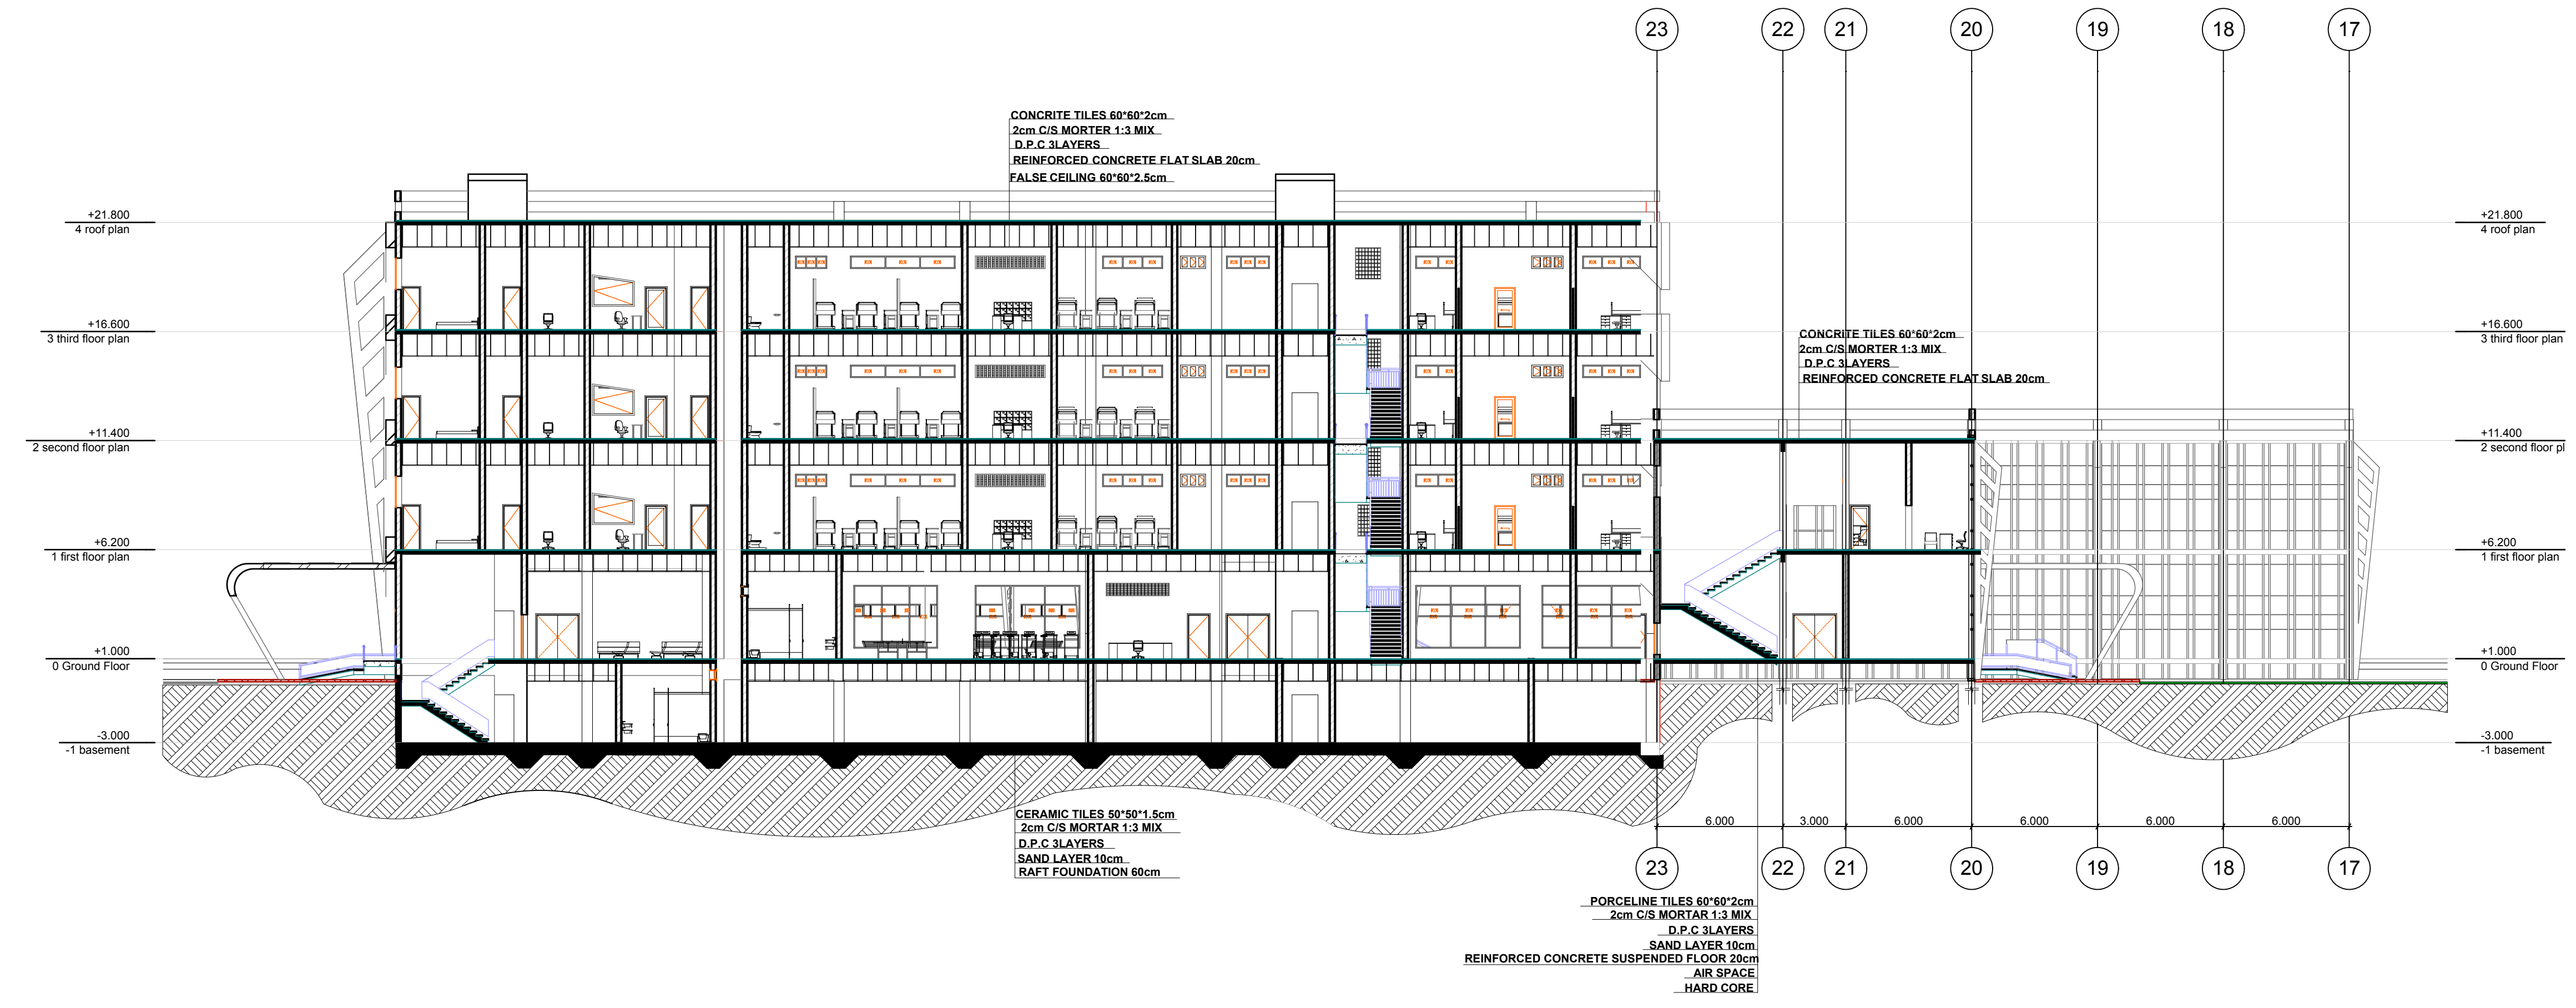 23
22
21
20
19
18
17
CONCRITE TILES 60*60*2cm
2cm C/S MORTER 1:3 MIX
D.P.C 3LAYERS
REINFORCED CONCRETE FLAT SLAB 20cm
FALSE CEILING 60*60*2.5cm
+21.800
4 roof plan
+21.800
4 roof plan
+16.600
3 third floor plan
+16.600
3 third floor plan
CONCRITE TILES 60*60*2cm
2cm C/S MORTER 1:3 MIX
D.P.C 3LAYERS
REINFORCED CONCRETE FLAT SLAB 20cm
+11.400
2 second floor plan
+11.400
2 second floor pl
+6.200
1 first floor plan
+6.200
1 first floor plan
+1.000
0 Ground Floor
+1.000
0 Ground Floor
-3.000
-1 basement
-3.000
-1 basement
CERAMIC TILES 50*50*1.5cm
2cm C/S MORTAR 1:3 MIX
D.P.C 3LAYERS
SAND LAYER 10cm
RAFT FOUNDATION 60cm
6.000
3.000
6.000
6.000
6.000
6.000
23
22
21
20
19
18
17
PORCELINE TILES 60*60*2cm
2cm C/S MORTAR 1:3 MIX
D.P.C 3LAYERS
SAND LAYER 10cm
REINFORCED CONCRETE SUSPENDED FLOOR 20cm
AIR SPACE
HARD CORE